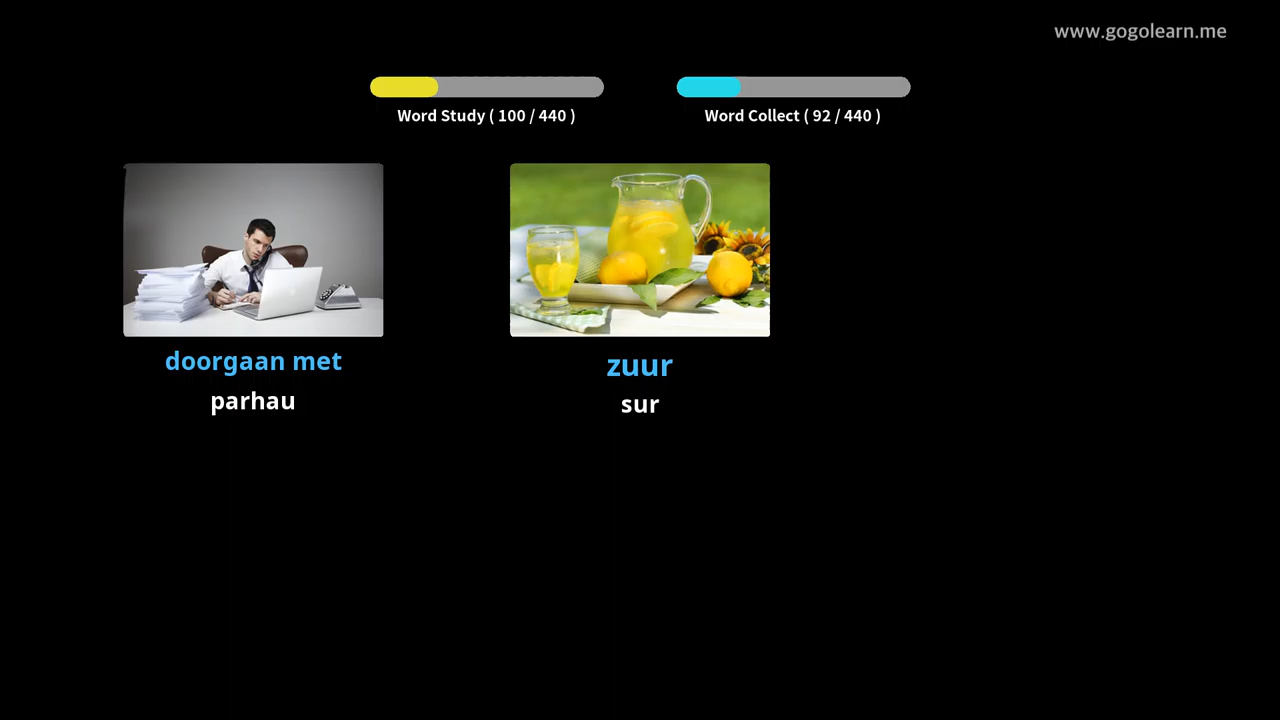 www.gogolearn.me
Word Study ( 100 / 440 )
Word Collect ( 92 / 440 )
doorgaan met
parhau
zuur
sur